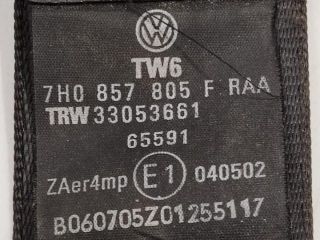 TW6
7H0 857 805 F RAA
TRW 33053661
65591
ZAer4mp E1 040502
B060705Z01255117